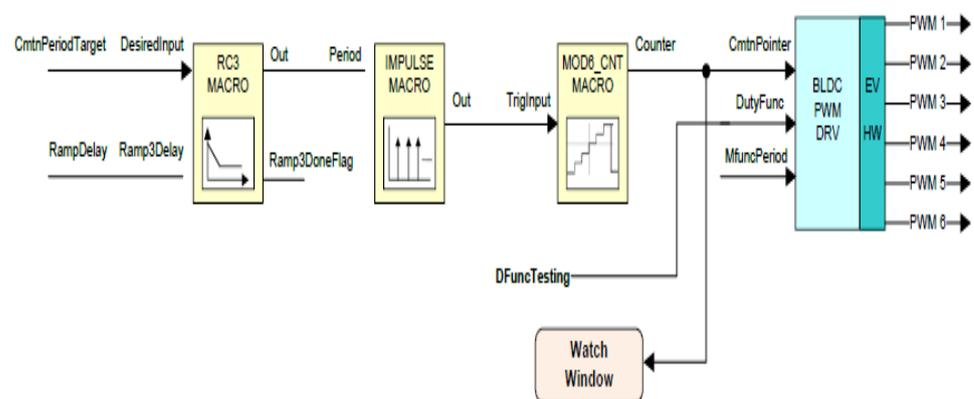 CmtnPeriodTarget
DesiredInput
RC3
MACRO
Out
Period
IMPULSE
MACRO
Out
TrigInput
MOD6_CNT
MACRO
Counter
CmtnPointer
DutyFunc
MfuncPeriod
BLDC
PWM
DRV
EV
HW
PWM 1
PWM 2
PWM 3
PWM 4
PWM 5
PWM 6
RampDelay
Ramp3Delay
Ramp3DoneFlag
DFuncTesting
Watch
Window